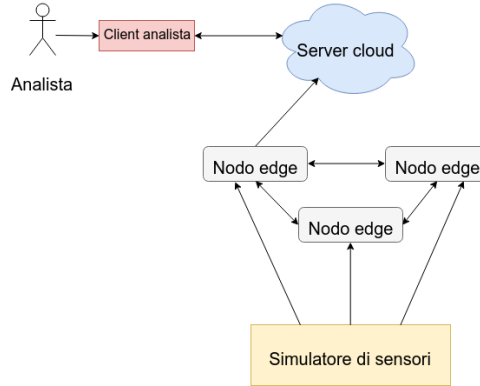 Client analista
Server cloud
Analista
Nodo edge
Nodo edge
Nodo edge
Simulatore di sensori